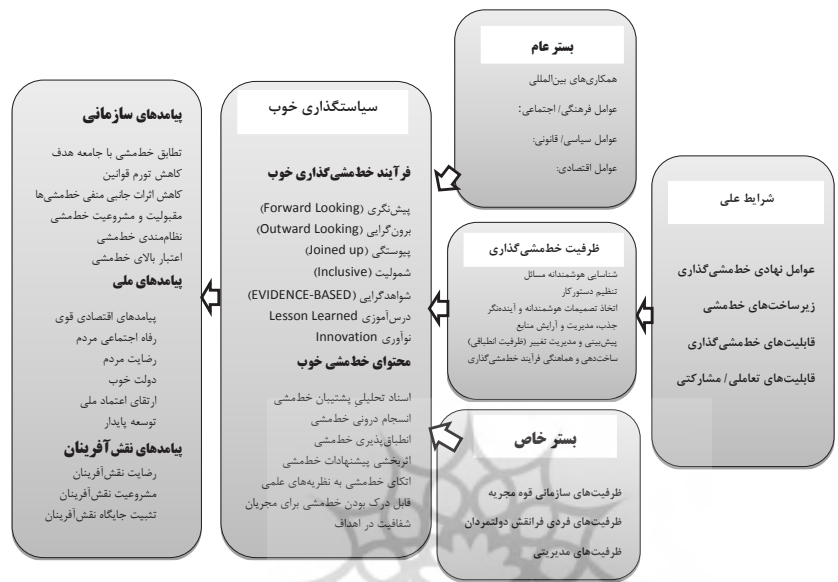 شرایط علی
عوامل نهادی خط‌مشی‌گذاری
زیرساخت‌های خط‌مشی
قابلیت‌های خط‌مشی‌گذاری
قابلیت‌های تعاملی/ مشارکتی
بستر عام
همکاری‌های بین‌المللی
عوامل فرهنگی/ اجتماعی:
عوامل سیاسی/ قانونی:
عوامل اقتصادی:
ظرفیت خط‌مشی‌گذاری
شناسایی هوشمندانه مسائل
تنظیم دستورکار
اتخاذ تصمیمات هوشمندانه و آینده‌نگر
جذب، مدیریت و آرایش منابع
پیش‌بینی و مدیریت تغییر (ظرفیت انطباقی)
ساخت‌دهی و هماهنگی فرآیند خط‌مشی‌گذاری
بستر خاص
ظرفیت‌های سازمانی قوه مجریه
ظرفیت‌های فردی فرانقش دولتمردان
ظرفیت‌های مدیریتی
سیاستگذاری خوب
فرآیند خط‌مشی‌گذاری خوب
پیش‌نگری (Forward Looking)
برون‌گرایی (Outward Looking)
پیوستگی (Joined up)
شمولیت (Inclusive)
شواهدگرایی (EVIDENCE-BASED)
درس‌آموزی Lesson Learned
نوآوری Innovation
محتوای خط‌مشی خوب
اسناد تحلیلی پشتیبان خط‌مشی
انسجام درونی خط‌مشی
انطباق‌پذیری خط‌مشی
اثربخشی پیشنهادات خط‌مشی
اتکای خط‌مشی به نظریه‌های علمی
قابل درک بودن خط‌مشی برای مجریان
شفافیت در اهداف
پیامدهای سازمانی
تطابق خط‌مشی با جامعه هدف
کاهش تورم قوانین
کاهش اثرات جانبی منفی خط‌مشی‌ها
مقبولیت و مشروعیت خط‌مشی
نظام‌مندی خط‌مشی
اعتبار بالای خط‌مشی
پیامدهای ملی
پیامدهای اقتصادی قوی
رفاه اجتماعی مردم
رضایت مردم
دولت خوب
ارتقای اعتماد ملی
توسعه پایدار
پیامدهای نقش‌آفرینان
رضایت نقش‌آفرینان
مشروعیت نقش‌آفرینان
تثبیت جایگاه نقش‌آفرینان